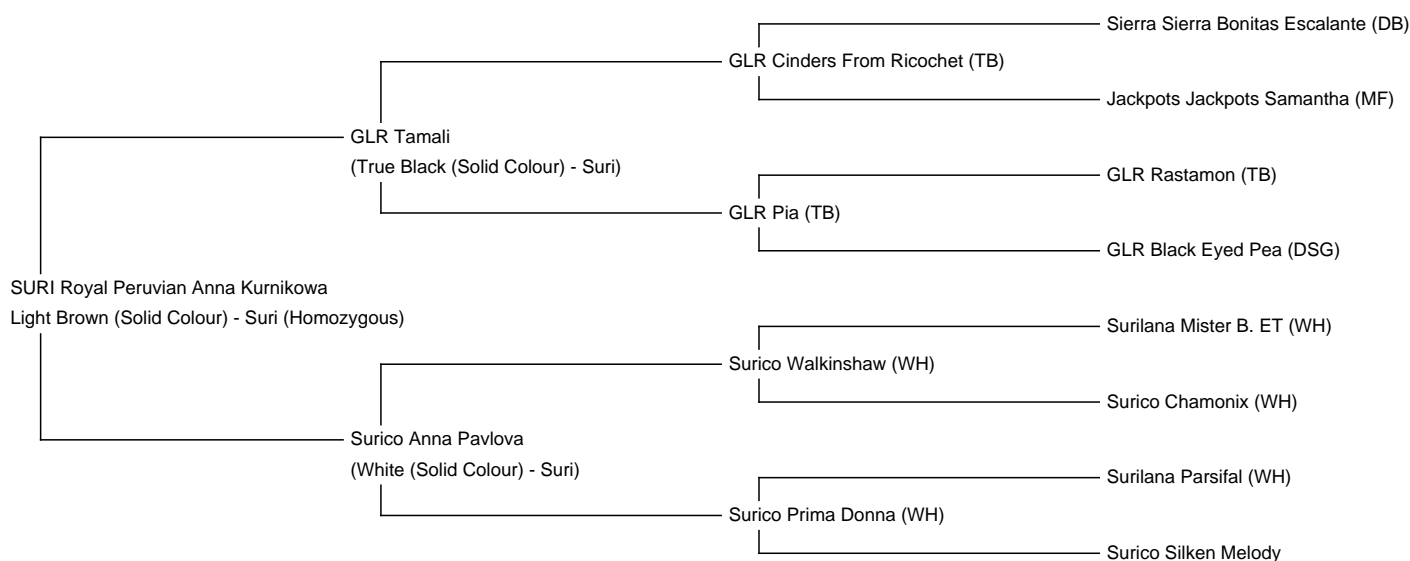 Sierra Sierra Bonitas Escalante (DB)
GLR Cinders From Ricochet (TB)
Jackpots Jackpots Samantha (MF)
GLR Tamali
(True Black (Solid Colour) - Suri)
GLR Rastamon (TB)
GLR Pia (TB)
GLR Black Eyed Pea (DSG)
SURI Royal Peruvian Anna Kurnikowa
Light Brown (Solid Colour) - Suri (Homozygous)
Surilana Mister B. ET (WH)
Surico Walkinshaw (WH)
Surico Chamonix (WH)
Surico Anna Pavlova
(White (Solid Colour) - Suri)
Surilana Parsifal (WH)
Surico Prima Donna (WH)
Surico Silken Melody